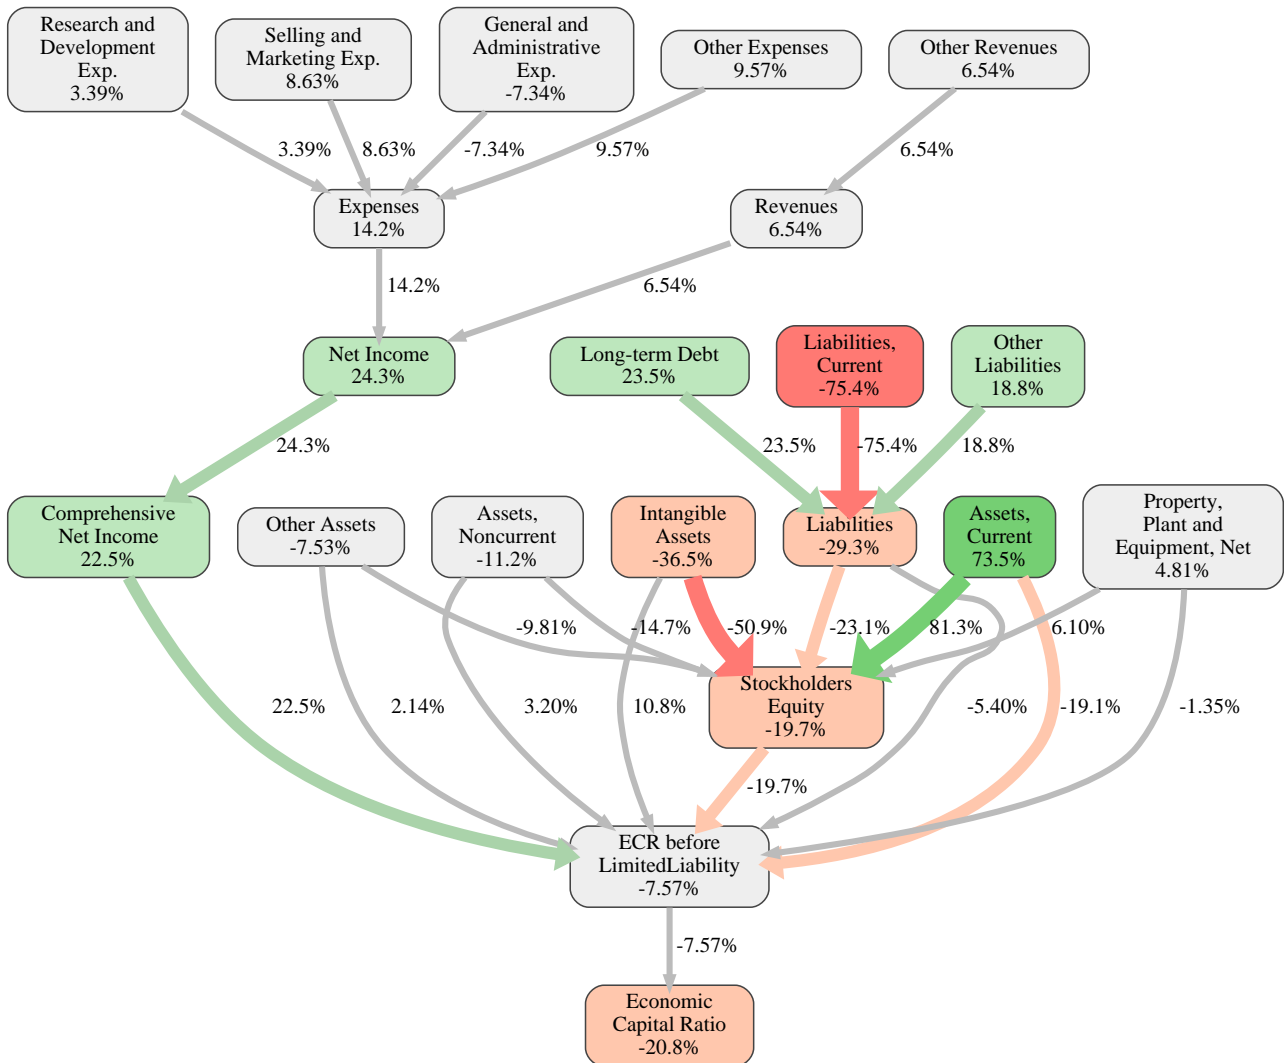 Research and
Development
Exp.
3.39%
Selling and
Marketing Exp.
8.63%
General and
Administrative
Exp.
-7.34%
Other Expenses
9.57%
Other Revenues
6.54%
3.39%
8.63%
-7.34%
9.57%
6.54%
Expenses
14.2%
Revenues
6.54%
14.2%
6.54%
Net Income
24.3%
Long-term Debt
23.5%
Liabilities,
Current
-75.4%
Other
Liabilities
18.8%
24.3%
23.5%
-75.4%
18.8%
Comprehensive
Net Income
22.5%
Other Assets
-7.53%
Assets,
Noncurrent
-11.2%
Intangible
Assets
-36.5%
Liabilities
-29.3%
Assets,
Current
73.5%
Property,
Plant and
Equipment, Net
4.81%
-9.81%
-14.7%
-50.9%
-23.1%
81.3%
6.10%
Stockholders
Equity
-19.7%
22.5%
2.14%
3.20%
10.8%
-5.40%
-19.1%
-1.35%
-19.7%
ECR before
LimitedLiability
-7.57%
-7.57%
Economic
Capital Ratio
-20.8%